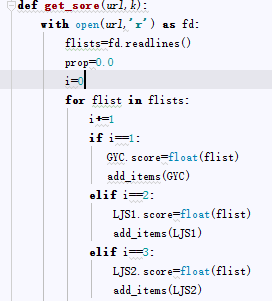 def get_sore(url,k):
    with open(url,'r') as fd:
        flists=fd.readlines()
        prop=0.0
        i=0
        for flist in flists:
            i+=1
            if i==1:
                GYC.score=float(flist)
                add_items(GYC)
            elif i==2:
                LJS1.score=float(flist)
                add_items(LJS1)
            elif i==3:
                LJS2.score=float(flist)
                add_items(LJS2)